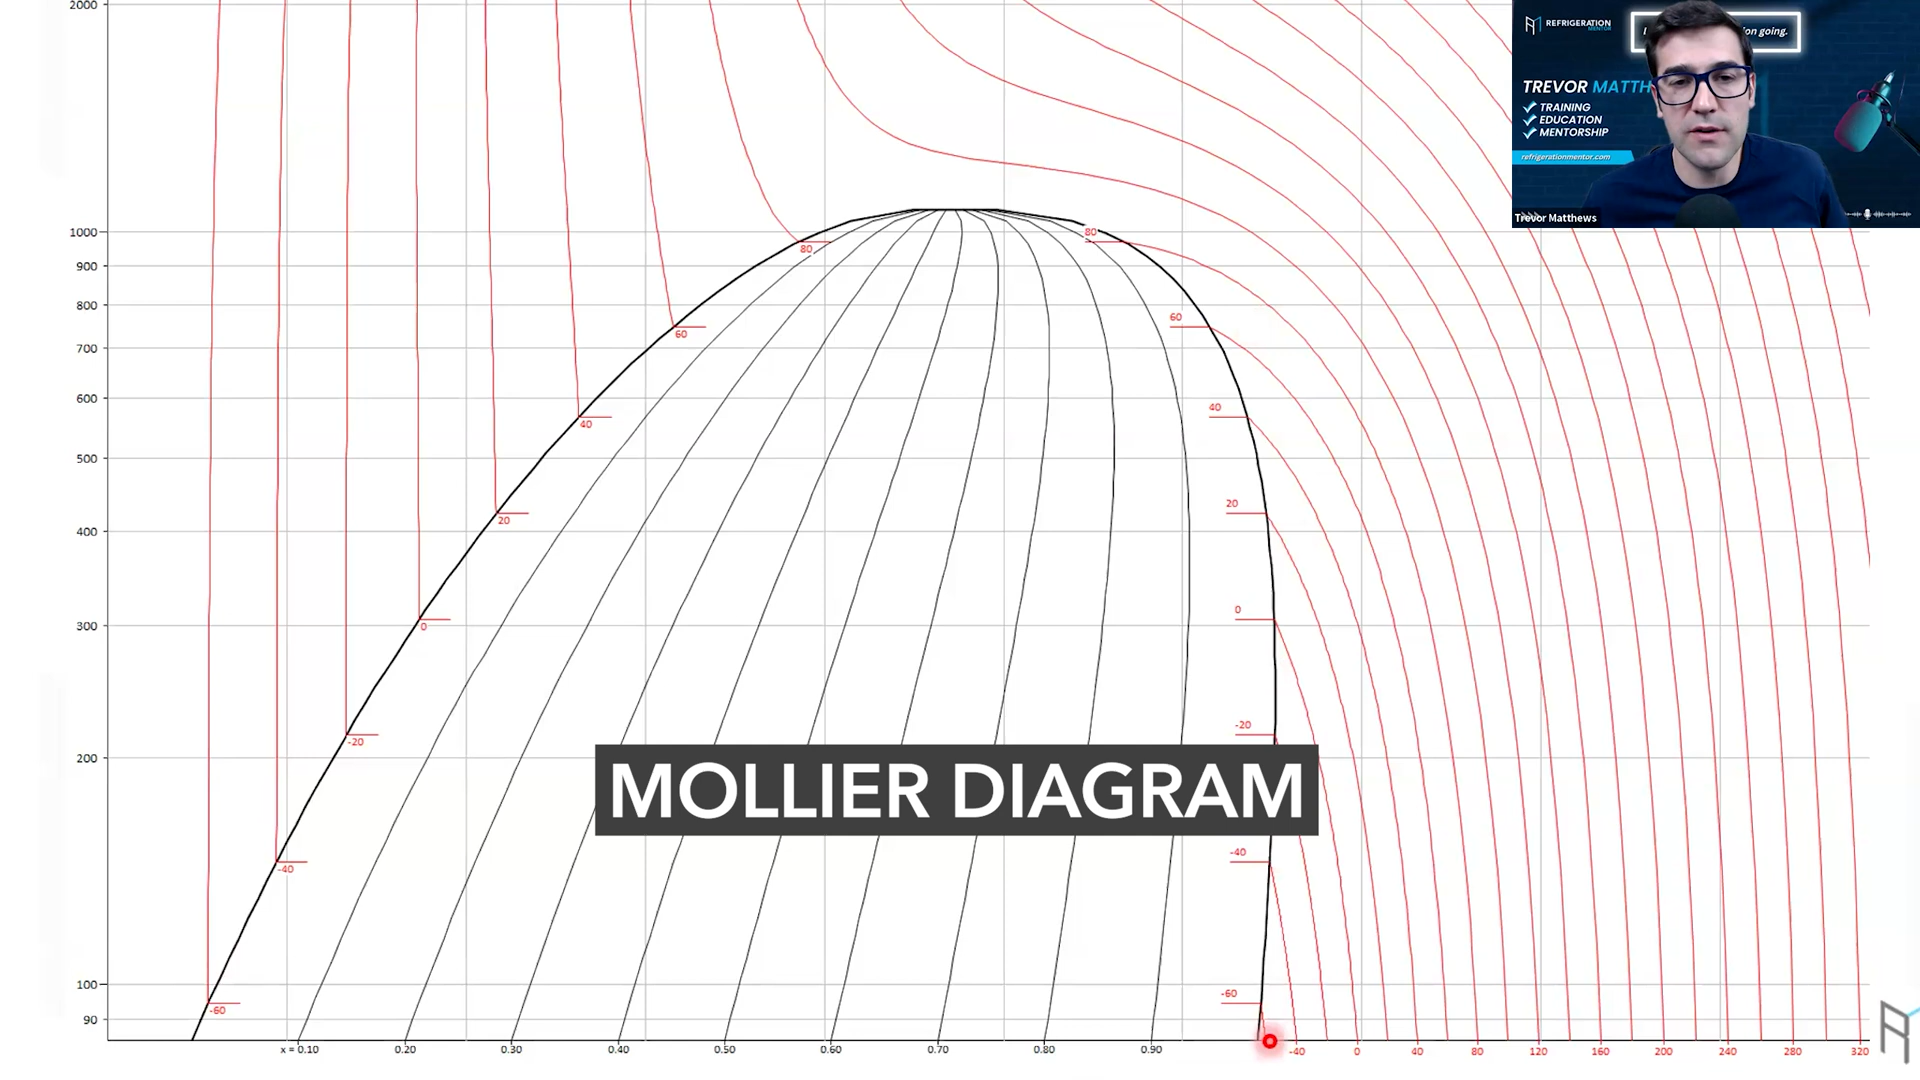 2000
1000
900
800
700
600
500
400
300
200
100
90
80
60
40
20
0
-20
-40
-60
80
60
40
20
0
-20
-40
-60
x = 0.10 0.20 0.30 0.40 0.50 0.60 0.70 0.80 0.90
-40 0 40 80 120 160 200 240 280 320
MOLLIER DIAGRAM
REFRIGERATION
MENTOR
going.
TREVOR MATTH
TRAINING
EDUCATION
MENTORSHIP
refrigerationmentor.com
Trevor Matthews